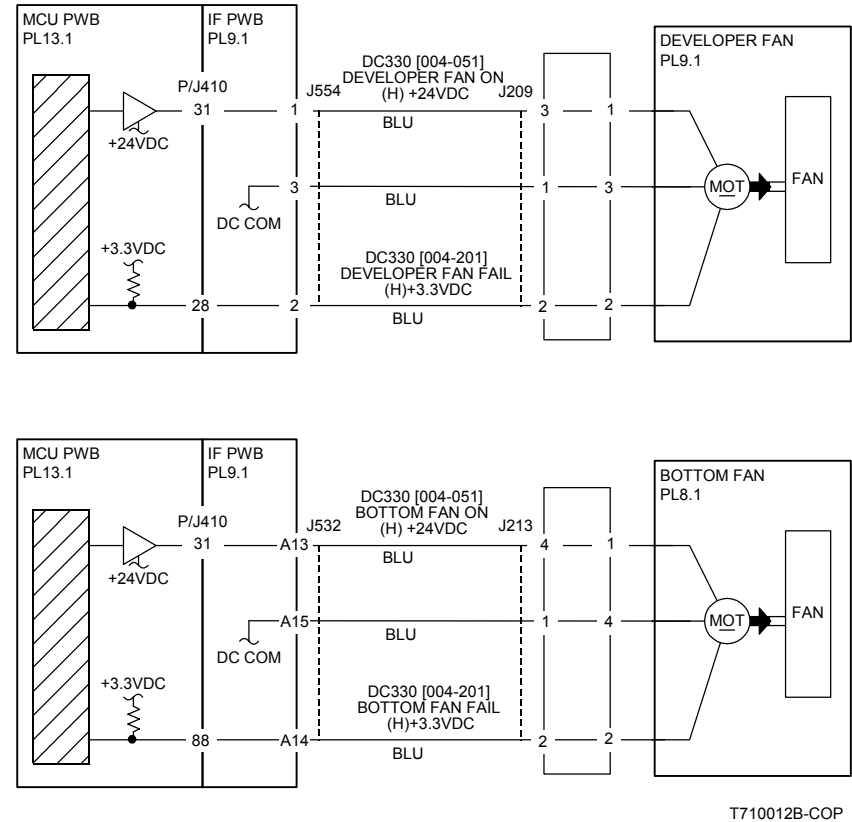 MCU PWB
PL13.1
IF PWB
PL9.1
DEVELOPER FAN
PL9.1
DC330 [004-051]
DEVELOPER FAN ON
(H) +24VDC
P/J410
J554
J209
31
1
3
1
BLU
+24VDC
3
1
3
BLU
DC COM
MOT
FAN
+3.3VDC
DC330 [004-201]
DEVELOPER FAN FAIL
(H)+3.3VDC
28
2
2
2
BLU
MCU PWB
PL13.1
IF PWB
PL9.1
BOTTOM FAN
PL8.1
DC330 [004-051]
BOTTOM FAN ON
(H) +24VDC
P/J410
J532
J213
31
A13
4
1
BLU
+24VDC
A15
1
4
BLU
DC COM
MOT
FAN
+3.3VDC
DC330 [004-201]
BOTTOM FAN FAIL
(H)+3.3VDC
88
A14
2
2
BLU
T710012B-COP